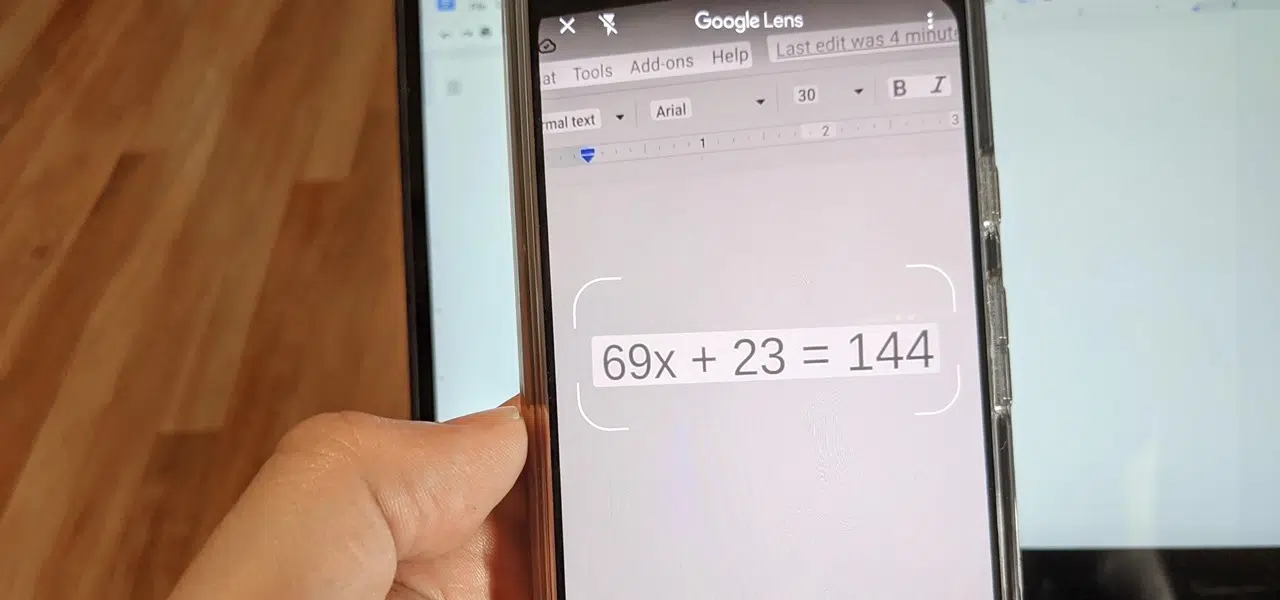 Google Lens
at Tools Add-ons Help Last edit was 4 minut
mal text Arial 30 B I
1 2 3
69x + 23 = 144